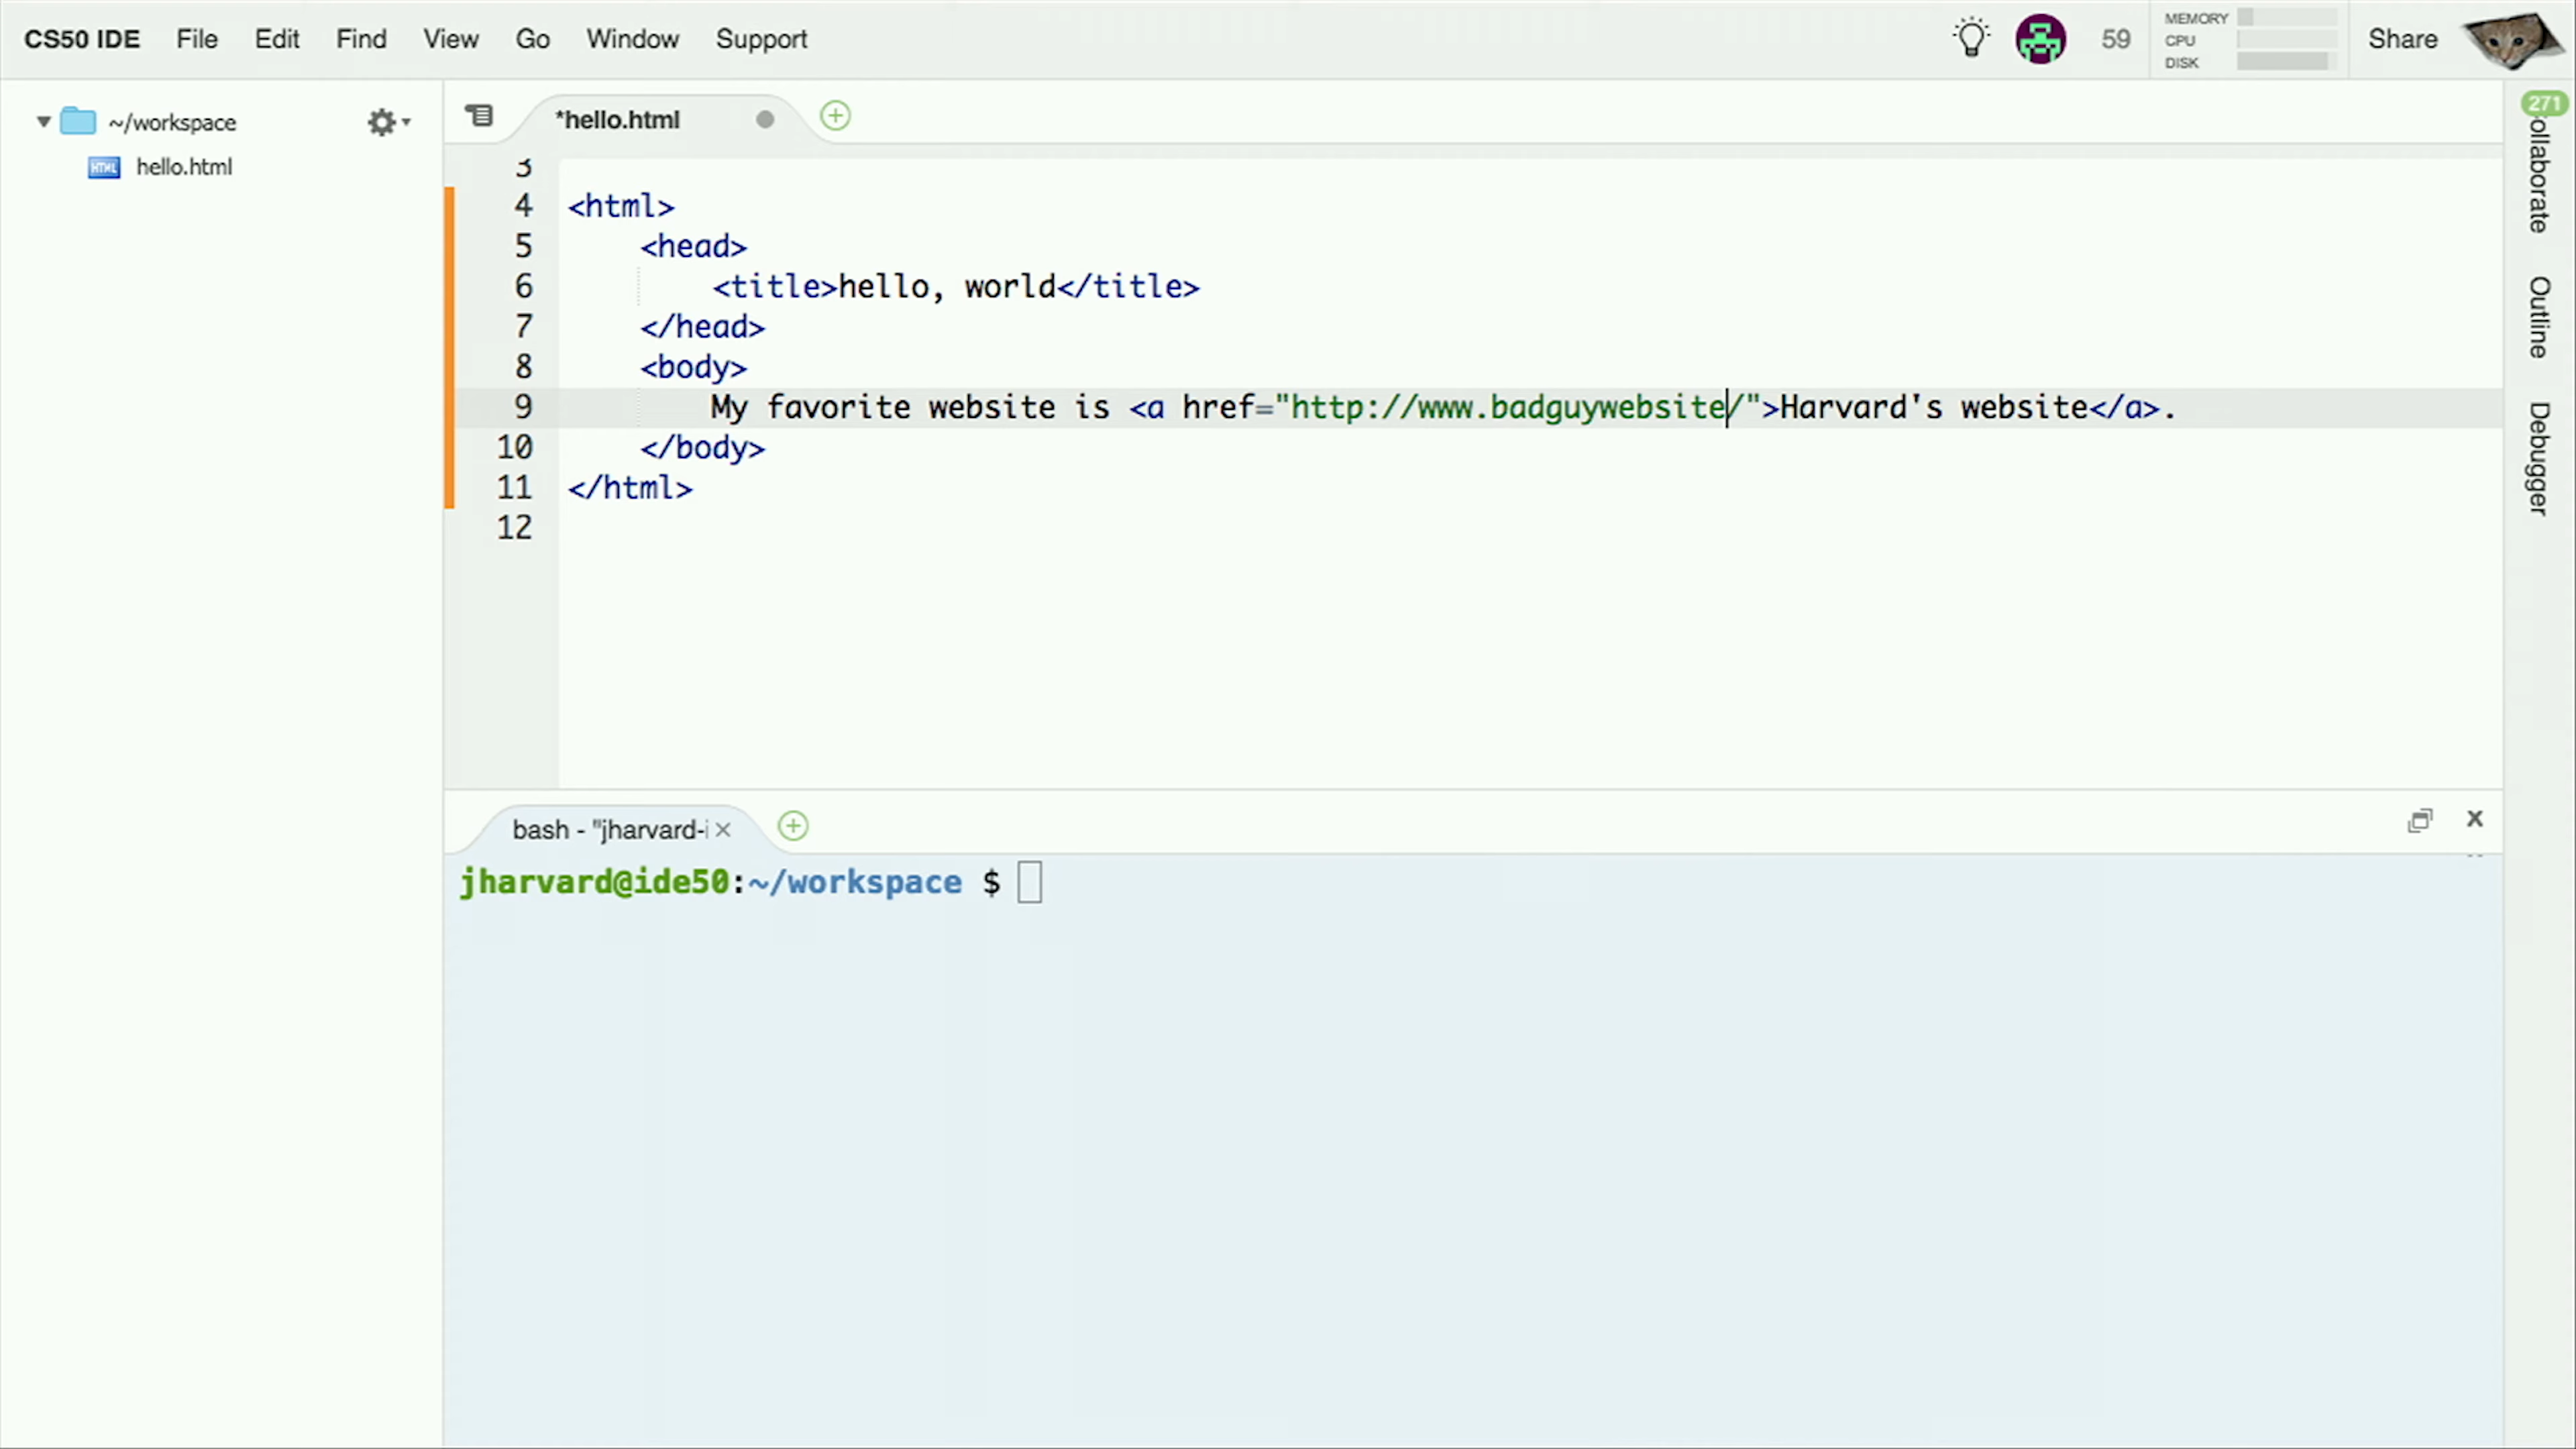 CS50 IDE File Edit Find View Go Window Support 59 MEMORY Share
CPU
DISK
~/workspace
HTML hello.html
*hello.html
3
4 <html>
5 <head>
6 <title>hello, world</title>
7 </head>
8 <body>
9 My favorite website is <a href="http://www.badguywebsite/">Harvard's website</a>.
10 </body>
11 </html>
12
271
ollaborate
Outline
Debugger
bash - "jharvard-i
jharvard@ide50:~/workspace $